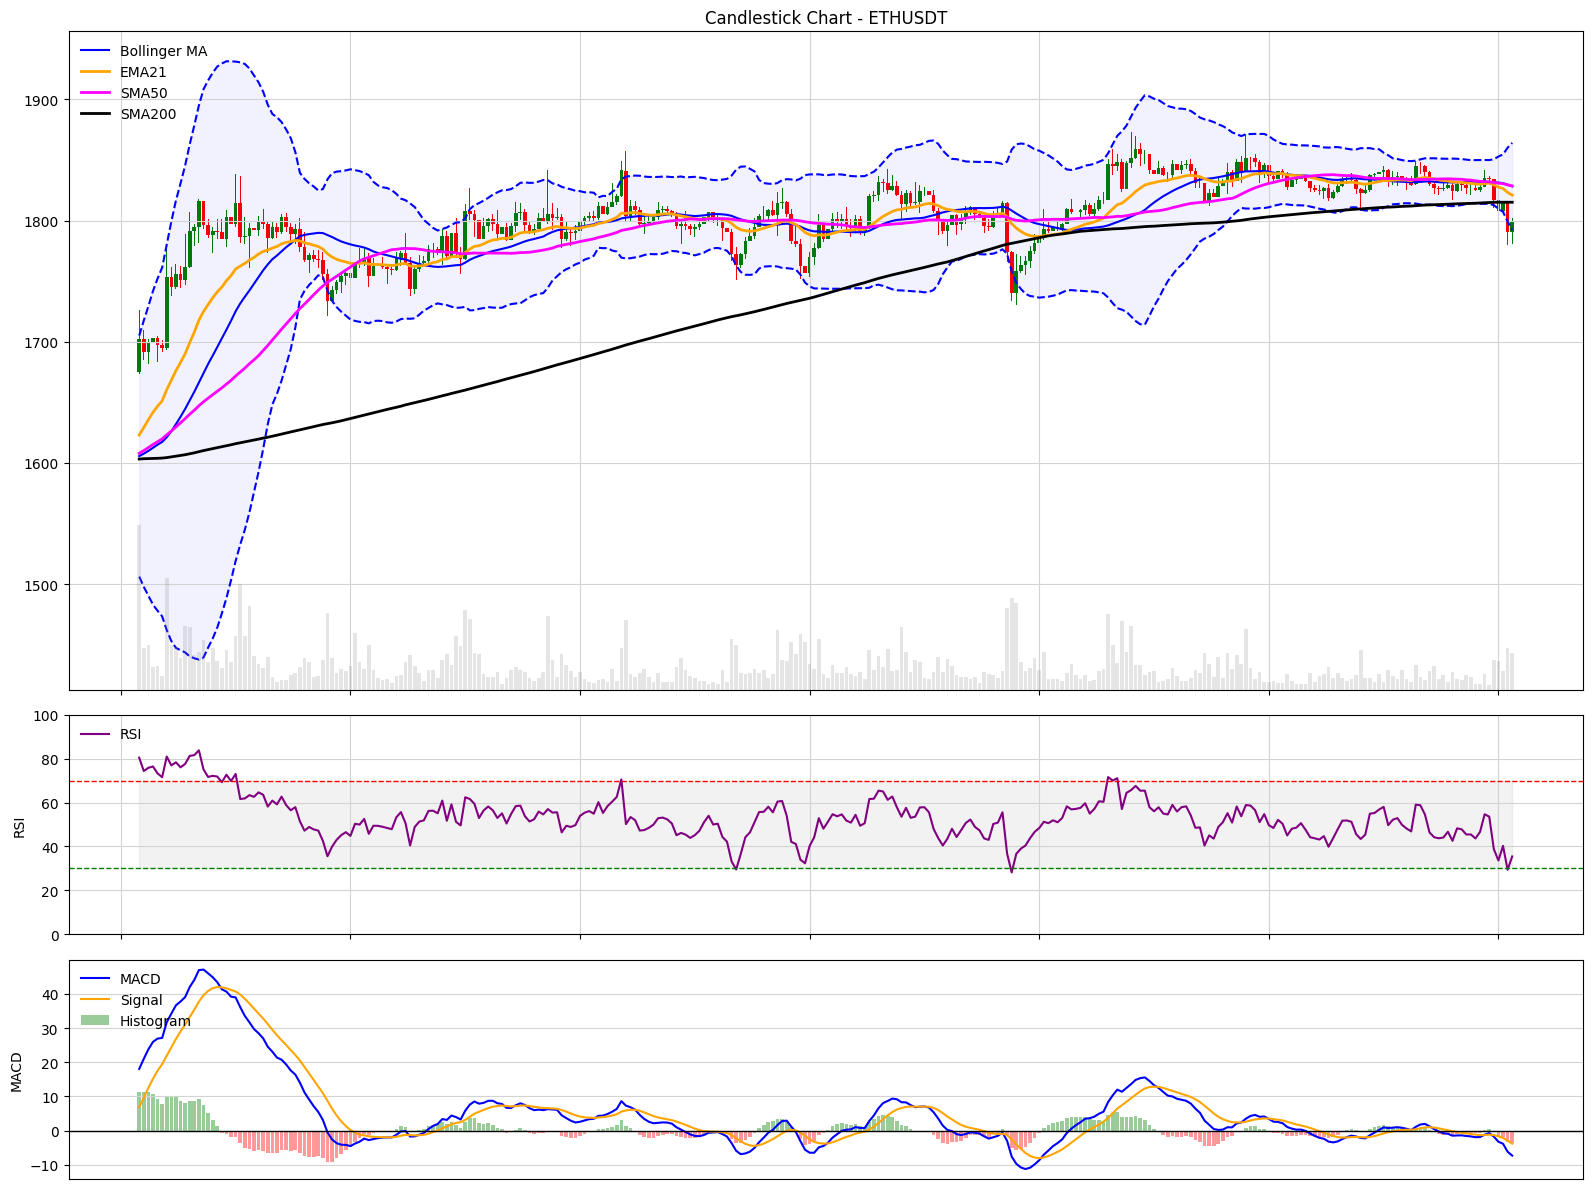 Candlestick Chart - ETHUSDT
Bollinger MA
EMA21
SMA50
SMA200
1900
1800
1700
1600
1500
RSI
100
80
60
40
20
0
RSI
MACD
Signal
Histogram
40
30
20
10
0
−10
MACD